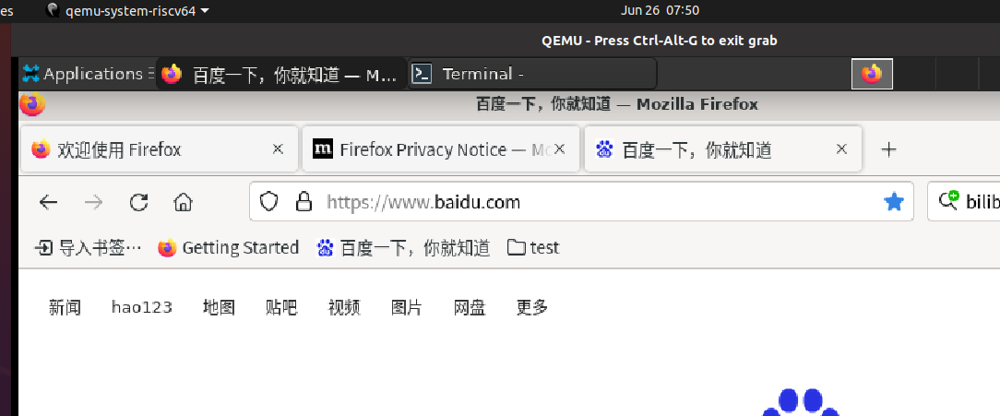 es qemu-system-riscv64 Jun 26 07:50
QEMU - Press Ctrl-Alt-G to exit grab
Applications 百度一下，你就知道 — M... Terminal -
百度一下，你就知道 — Mozilla Firefox
欢迎使用 Firefox Firefox Privacy Notice — Mo 百度一下，你就知道
https://www.baidu.com bilib
导入书签… Getting Started 百度一下，你就知道 test
新闻 hao123 地图 贴吧 视频 图片 网盘 更多